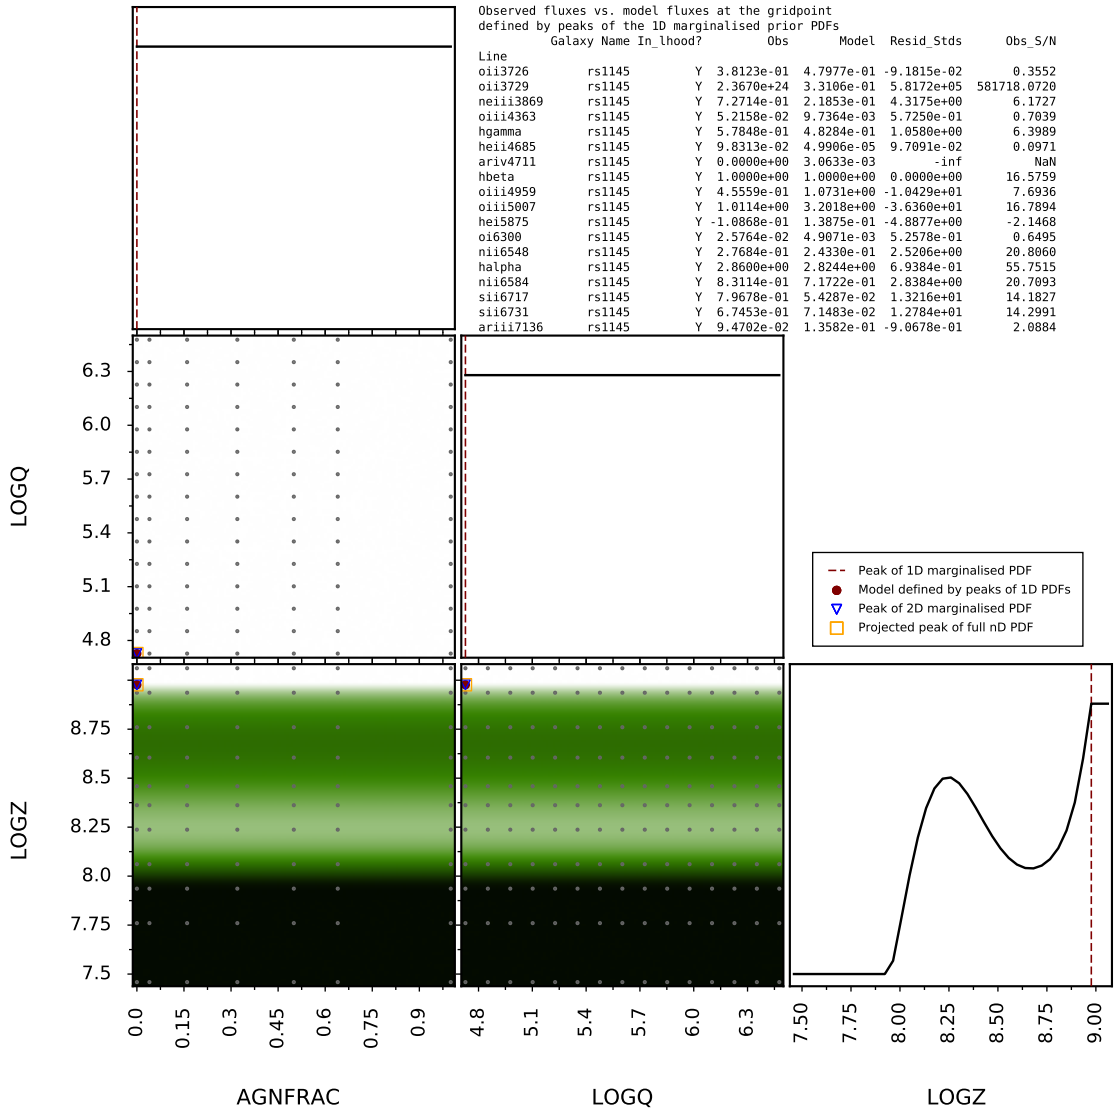 Observed fluxes vs. model fluxes at the gridpoint
defined by peaks of the 1D marginalised prior PDFs
Galaxy Name In_lhood? Obs Model Resid_Stds Obs_S/N
Line
oii3726 rs1145 Y 3.8123e-01 4.7977e-01 -9.1815e-02 0.3552
oii3729 rs1145 Y 2.3670e+24 3.3106e-01 5.8172e+05 581718.0720
neiii3869 rs1145 Y 7.2714e-01 2.1853e-01 4.3175e+00 6.1727
oiii4363 rs1145 Y 5.2158e-02 9.7364e-03 5.7250e-01 0.7039
hgamma rs1145 Y 5.7848e-01 4.8284e-01 1.0580e+00 6.3989
heii4685 rs1145 Y 9.8313e-02 4.9906e-05 9.7091e-02 0.0971
ariv4711 rs1145 Y 0.0000e+00 3.0633e-03 -inf NaN
hbeta rs1145 Y 1.0000e+00 1.0000e+00 0.0000e+00 16.5759
oiii4959 rs1145 Y 4.5559e-01 1.0731e+00 -1.0429e+01 7.6936
oiii5007 rs1145 Y 1.0114e+00 3.2018e+00 -3.6360e+01 16.7894
hei5875 rs1145 Y -1.0868e-01 1.3875e-01 -4.8877e+00 -2.1468
oi6300 rs1145 Y 2.5764e-02 4.9071e-03 5.2578e-01 0.6495
nii6548 rs1145 Y 2.7684e-01 2.4330e-01 2.5206e+00 20.8060
halpha rs1145 Y 2.8600e+00 2.8244e+00 6.9384e-01 55.7515
nii6584 rs1145 Y 8.3114e-01 7.1722e-01 2.8384e+00 20.7093
sii6717 rs1145 Y 7.9678e-01 5.4287e-02 1.3216e+01 14.1827
sii6731 rs1145 Y 6.7453e-01 7.1483e-02 1.2784e+01 14.2991
ariii7136 rs1145 Y 9.4702e-02 1.3582e-01 -9.0678e-01 2.0884
6.3
6.0
5.7
5.4
5.1
4.8
LOGQ
Peak of 1D marginalised PDF
Model defined by peaks of 1D PDFs
Peak of 2D marginalised PDF
Projected peak of full nD PDF
8.75
8.5
8.25
8.0
7.75
7.5
LOGZ
0.0 0.15 0.3 0.45 0.6 0.75 0.9
4.8 5.1 5.4 5.7 6.0 6.3
7.50 7.75 8.00 8.25 8.50 8.75 9.00
AGNFRAC LOGQ LOGZ